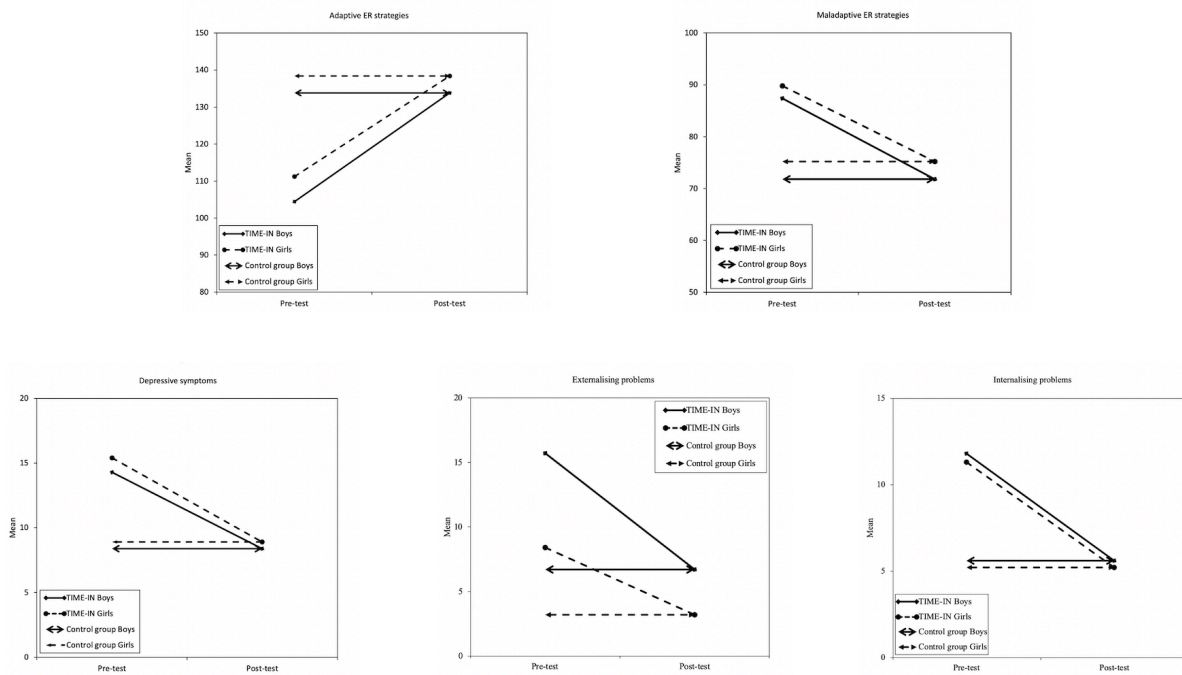 Adaptive ER strategies
150
140
130
120
110
100
90
80
Mean
TIME-IN Boys
TIME-IN Girls
Control group Boys
Control group Girls
Pre-test
Post-test
Maladaptive ER strategies
100
90
80
70
60
50
Mean
TIME-IN Boys
TIME-IN Girls
Control group Boys
Control group Girls
Pre-test
Post-test
Depressive symptoms
20
15
10
5
0
Mean
TIME-IN Boys
TIME-IN Girls
Control group Boys
Control group Girls
Pre-test
Post-test
Externalising problems
20
15
10
5
0
Mean
TIME-IN Boys
TIME-IN Girls
Control group Boys
Control group Girls
Pre-test
Post-test
Internalising problems
15
10
5
0
Mean
TIME-IN Boys
TIME-IN Girls
Control group Boys
Control group Girls
Pre-test
Post-test